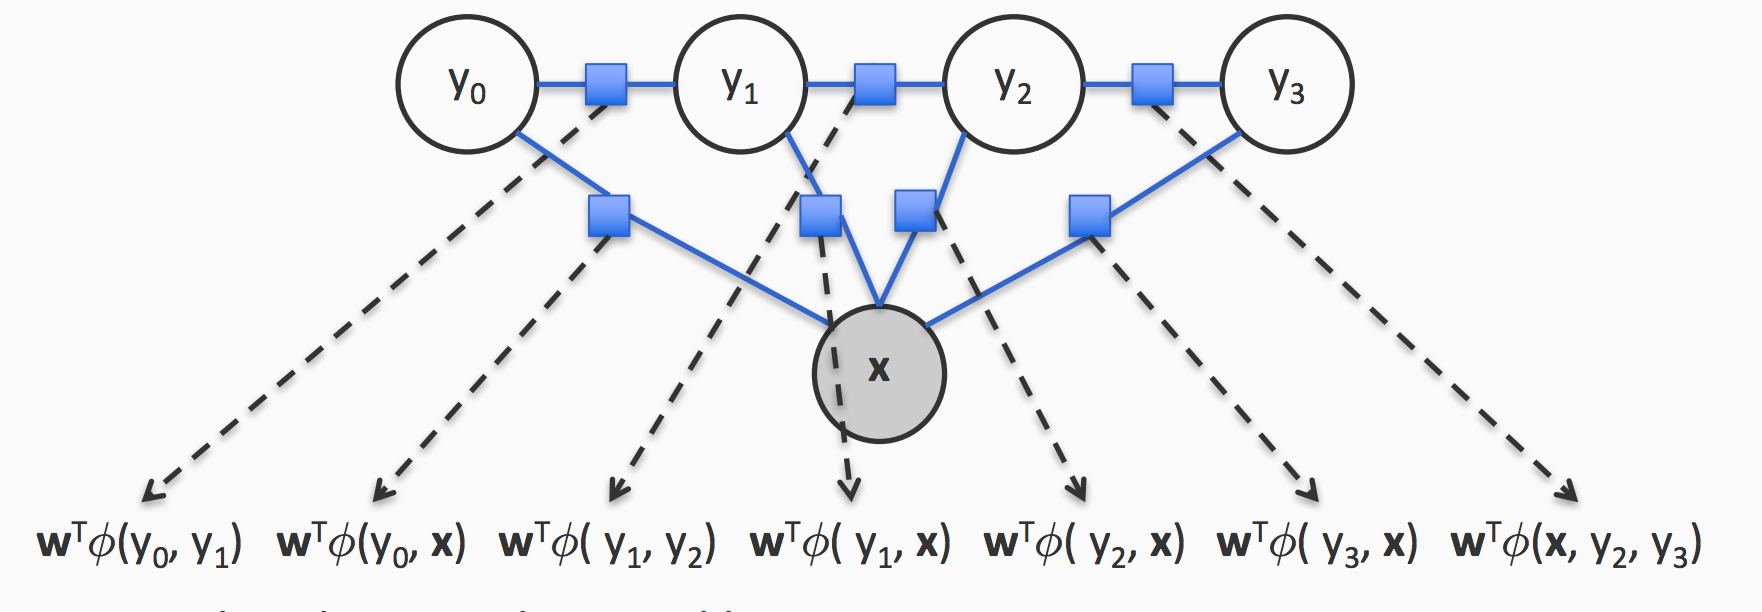 y₀ y₁ y₂ y₃
x
wᵀϕ(y₀, y₁) wᵀϕ(y₀, x) wᵀϕ( y₁, y₂) wᵀϕ( y₁, x) wᵀϕ( y₂, x) wᵀϕ( y₃, x) wᵀϕ(x, y₂, y₃)